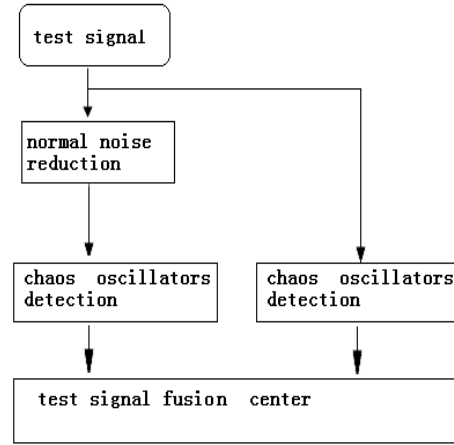 test signal
normal noise
reduction
chaos oscillators
detection
chaos oscillators
detection
test signal fusion center